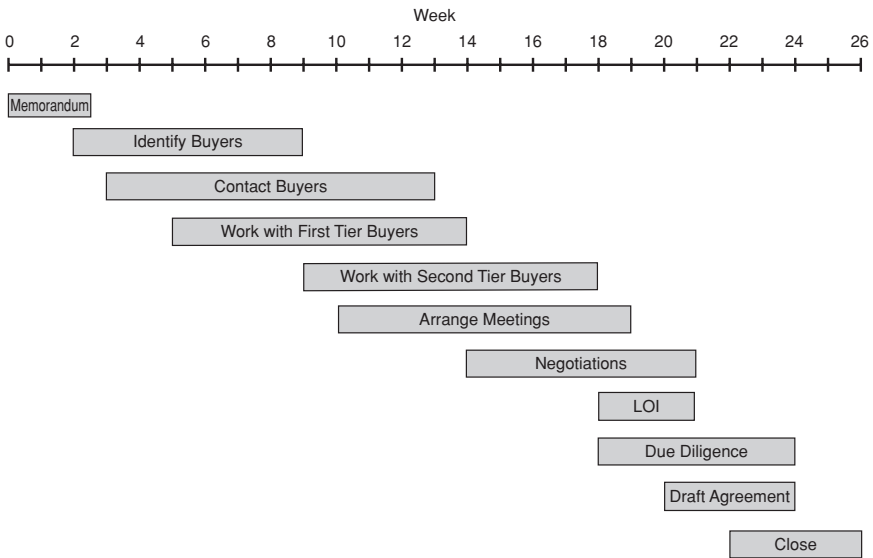 Week
0 2 4 6 8 10 12 14 16 18 20 22 24 26
Memorandum
Identify Buyers
Contact Buyers
Work with First Tier Buyers
Work with Second Tier Buyers
Arrange Meetings
Negotiations
LOI
Due Diligence
Draft Agreement
Close